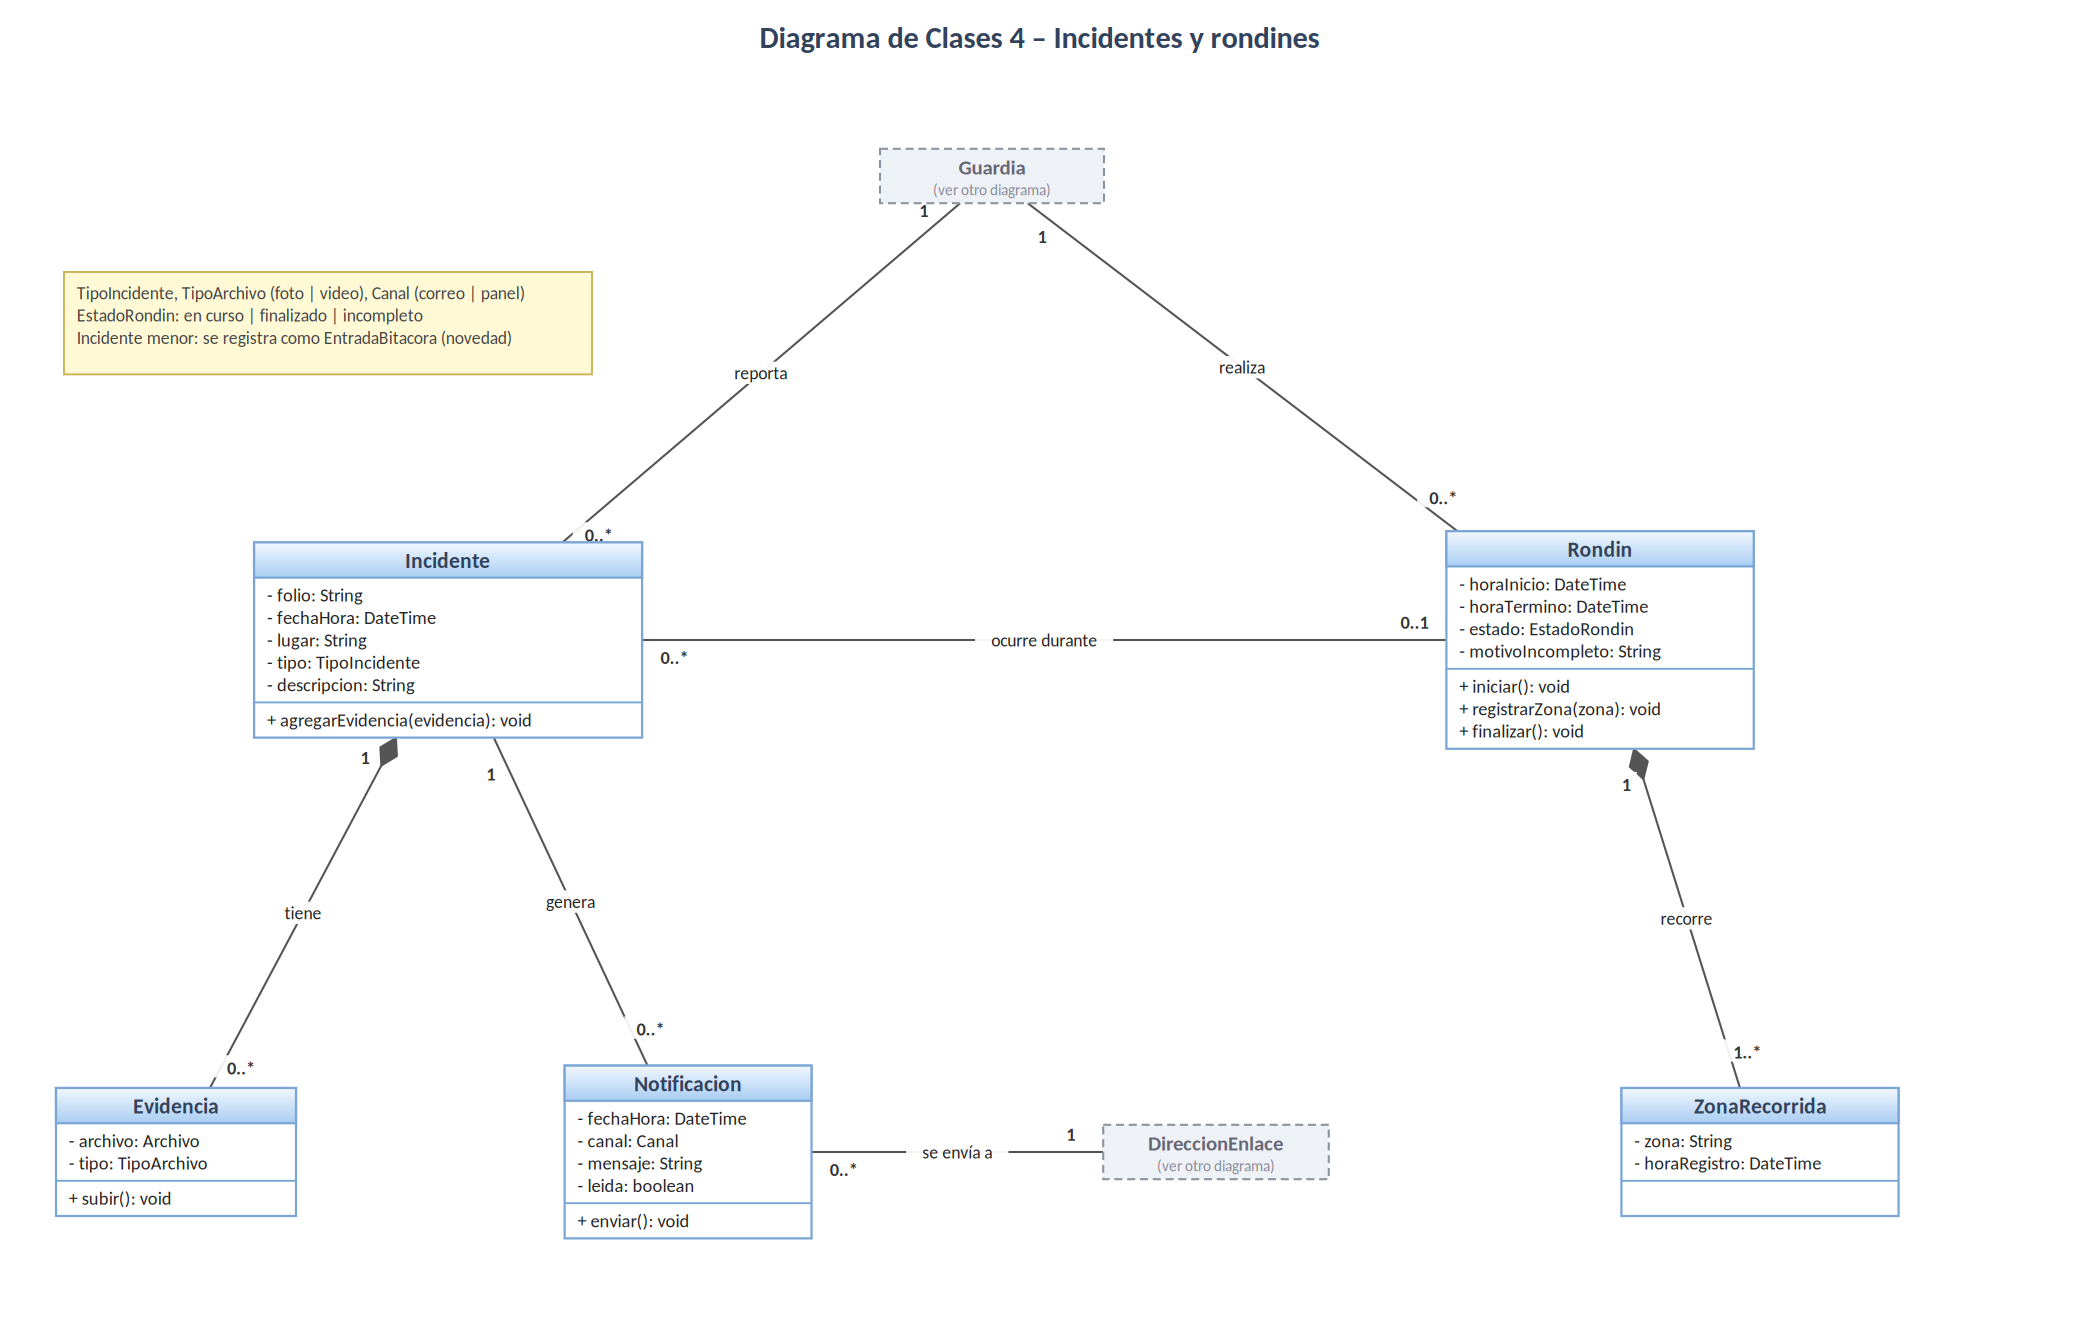 Diagrama de Clases 4 – Incidentes y rondines
Guardia
(ver otro diagrama)
1
1
TipoIncidente, TipoArchivo (foto | video), Canal (correo | panel)
EstadoRondin: en curso | finalizado | incompleto
Incidente menor: se registra como EntradaBitacora (novedad)
reporta
realiza
0..*
0..*
Incidente
- folio: String
- fechaHora: DateTime
- lugar: String
- tipo: TipoIncidente
- descripcion: String
+ agregarEvidencia(evidencia): void
0..*
ocurre durante
0..1
Rondin
- horaInicio: DateTime
- horaTermino: DateTime
- estado: EstadoRondin
- motivoIncompleto: String
+ iniciar(): void
+ registrarZona(zona): void
+ finalizar(): void
1
1
1
tiene
genera
recorre
0..*
0..*
1..*
Evidencia
- archivo: Archivo
- tipo: TipoArchivo
+ subir(): void
Notificacion
- fechaHora: DateTime
- canal: Canal
- mensaje: String
- leida: boolean
+ enviar(): void
0..*
se envía a
1
DireccionEnlace
(ver otro diagrama)
ZonaRecorrida
- zona: String
- horaRegistro: DateTime